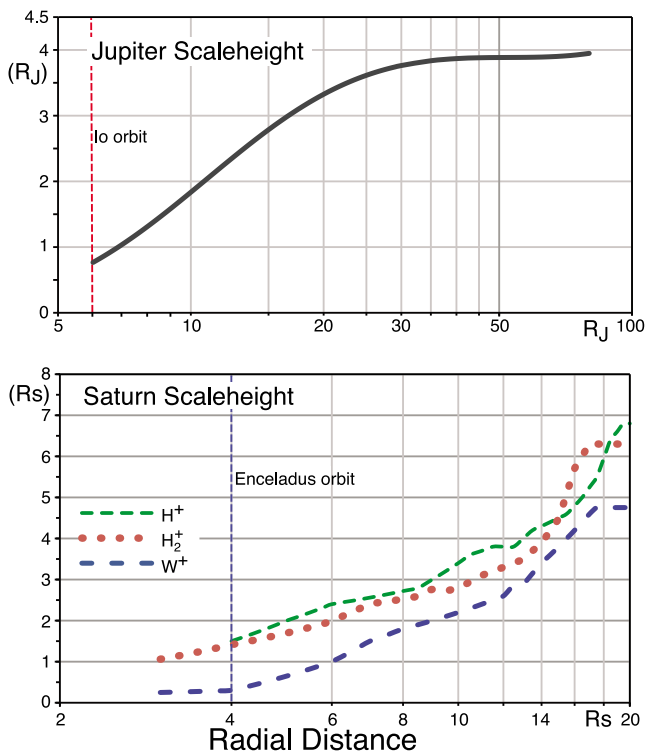 4.5
(RJ)
4
Jupiter Scaleheight
3
Io orbit
2
1
0
5 10 20 30 50 RJ 100
(Rs)
8
Saturn Scaleheight
7
6
Enceladus orbit
5
H+
4
H2+
3
W+
2
1
0
2 4 6 8 10 14 Rs 20
Radial Distance